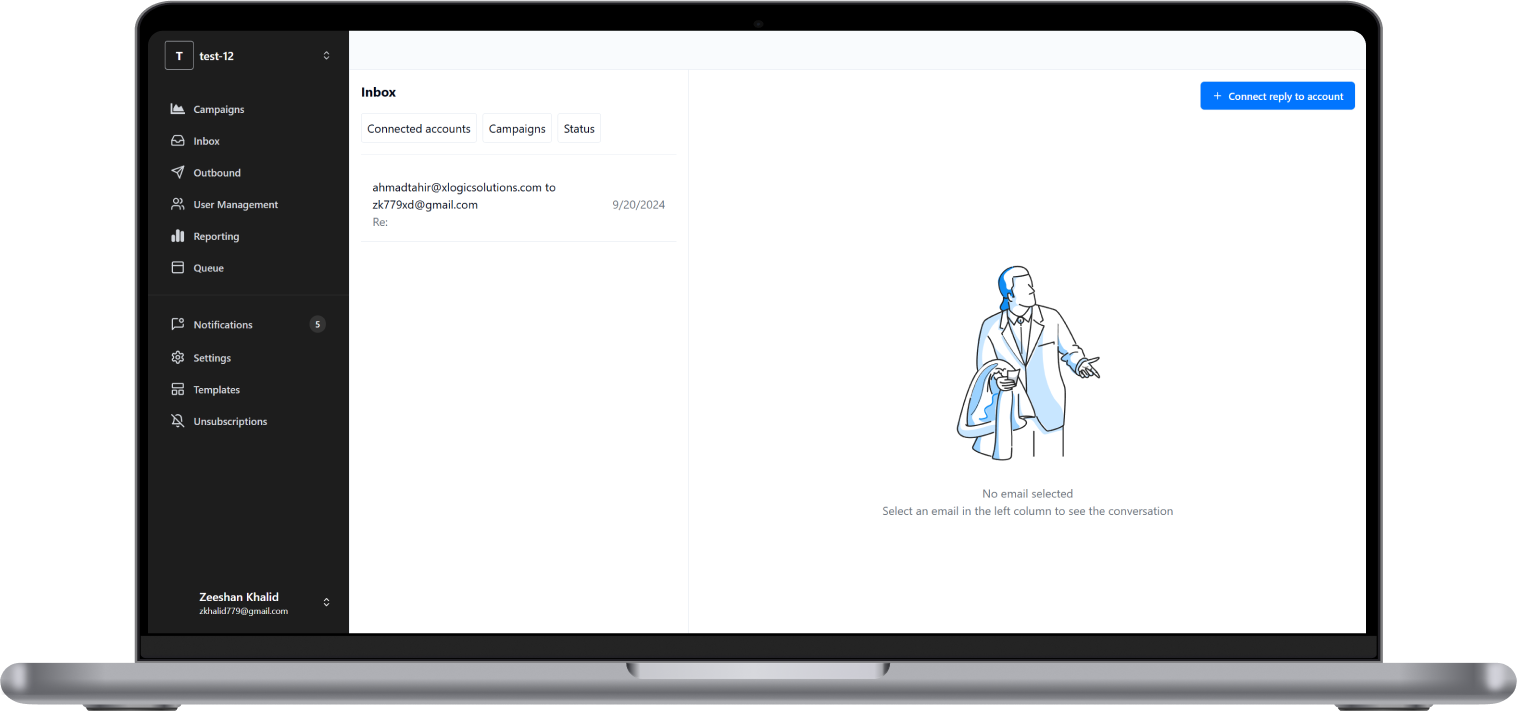 T
test-12
Campaigns
Inbox
Outbound
User Management
Reporting
Queue
Notifications
5
Settings
Templates
Unsubscriptions
Zeeshan Khalid
zkhalid779@gmail.com
Inbox
Connected accounts
Campaigns
Status
ahmadtahir@xlogicsolutions.com to
zk779xd@gmail.com
9/20/2024
Re:
+ Connect reply to account
No email selected
Select an email in the left column to see the conversation